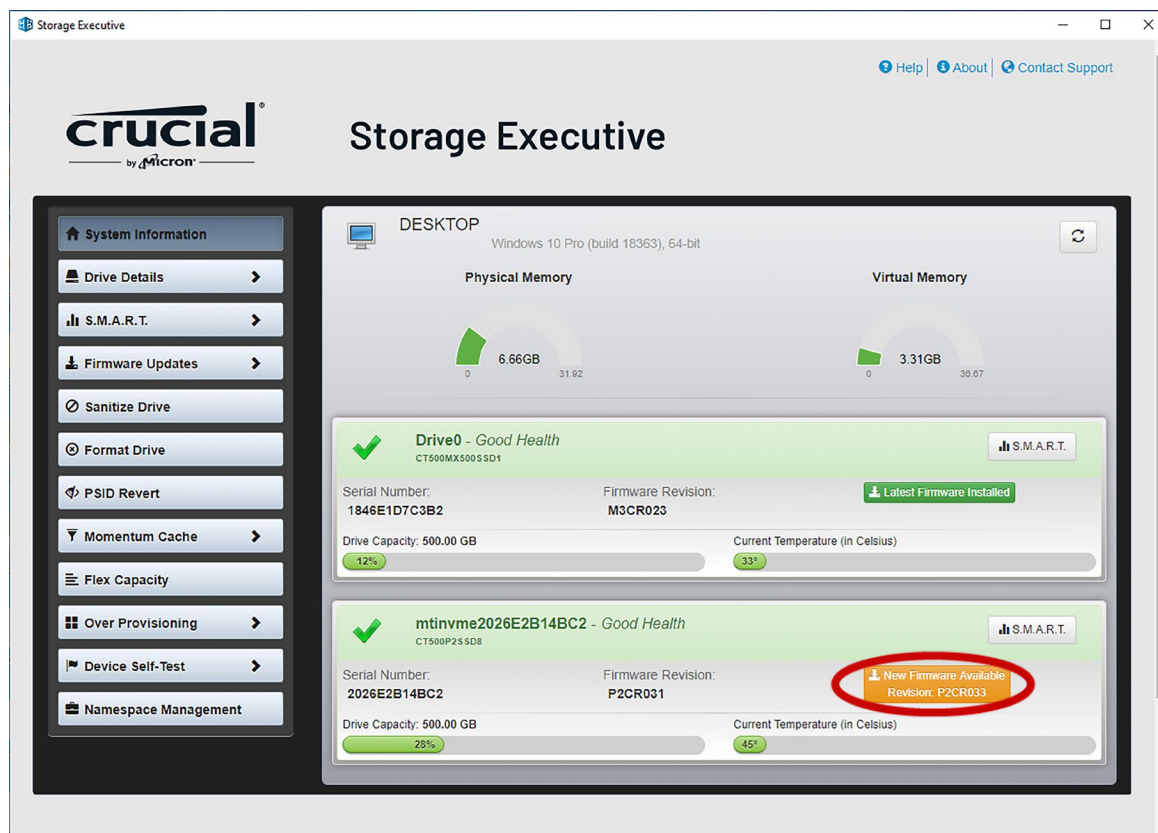 Storage Executive
Help | About | Contact Support
crucial®
by Micron®
Storage Executive
System Information
Drive Details
S.M.A.R.T.
Firmware Updates
Sanitize Drive
Format Drive
PSID Revert
Momentum Cache
Flex Capacity
Over Provisioning
Device Self-Test
Namespace Management
DESKTOP
Windows 10 Pro (build 18363), 64-bit
Physical Memory
Virtual Memory
6.66GB
0 31.92
3.31GB
0 36.67
Drive0 - Good Health
CT500MX500SSD1
S.M.A.R.T.
Serial Number:
1846E1D7C3B2
Firmware Revision:
M3CR023
Latest Firmware Installed
Drive Capacity: 500.00 GB
12%
Current Temperature (in Celsius)
33°
mtinvme2026E2B14BC2 - Good Health
CT500P2SSD8
S.M.A.R.T.
Serial Number:
2026E2B14BC2
Firmware Revision:
P2CR031
New Firmware Available
Revision: P2CR033
Drive Capacity: 500.00 GB
28%
Current Temperature (in Celsius)
45°